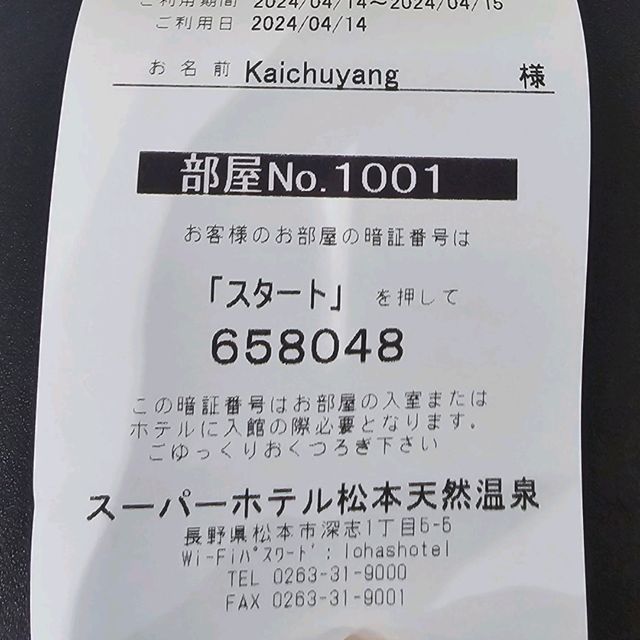 ご利用期間 2024/04/14～2024/04/15
ご利用日 2024/04/14
お名前 Kaichuyang 様
部屋No.1001
お客様のお部屋の暗証番号は
「スタート」 を押して
658048
この暗証番号はお部屋の入室または
ホテルに入館の際必要となります。
ごゆっくりおくつろぎ下さい
スーパーホテル松本天然温泉
長野県松本市深志1丁目5-5
Wi-Fiﾊﾟｽﾜｰﾄﾞ: lohashotel
TEL 0263-31-9000
FAX 0263-31-9001